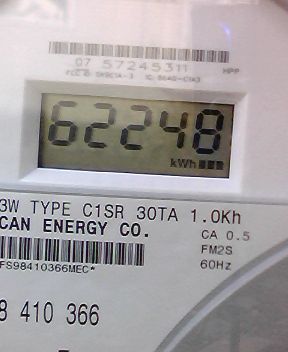 07 57245311 HPP
62248
kWh
3W TYPE C1SR 30TA 1.0Kh
CAN ENERGY CO. CA 0.5
FM2S
FS98410366MEC* 60Hz
8 410 366